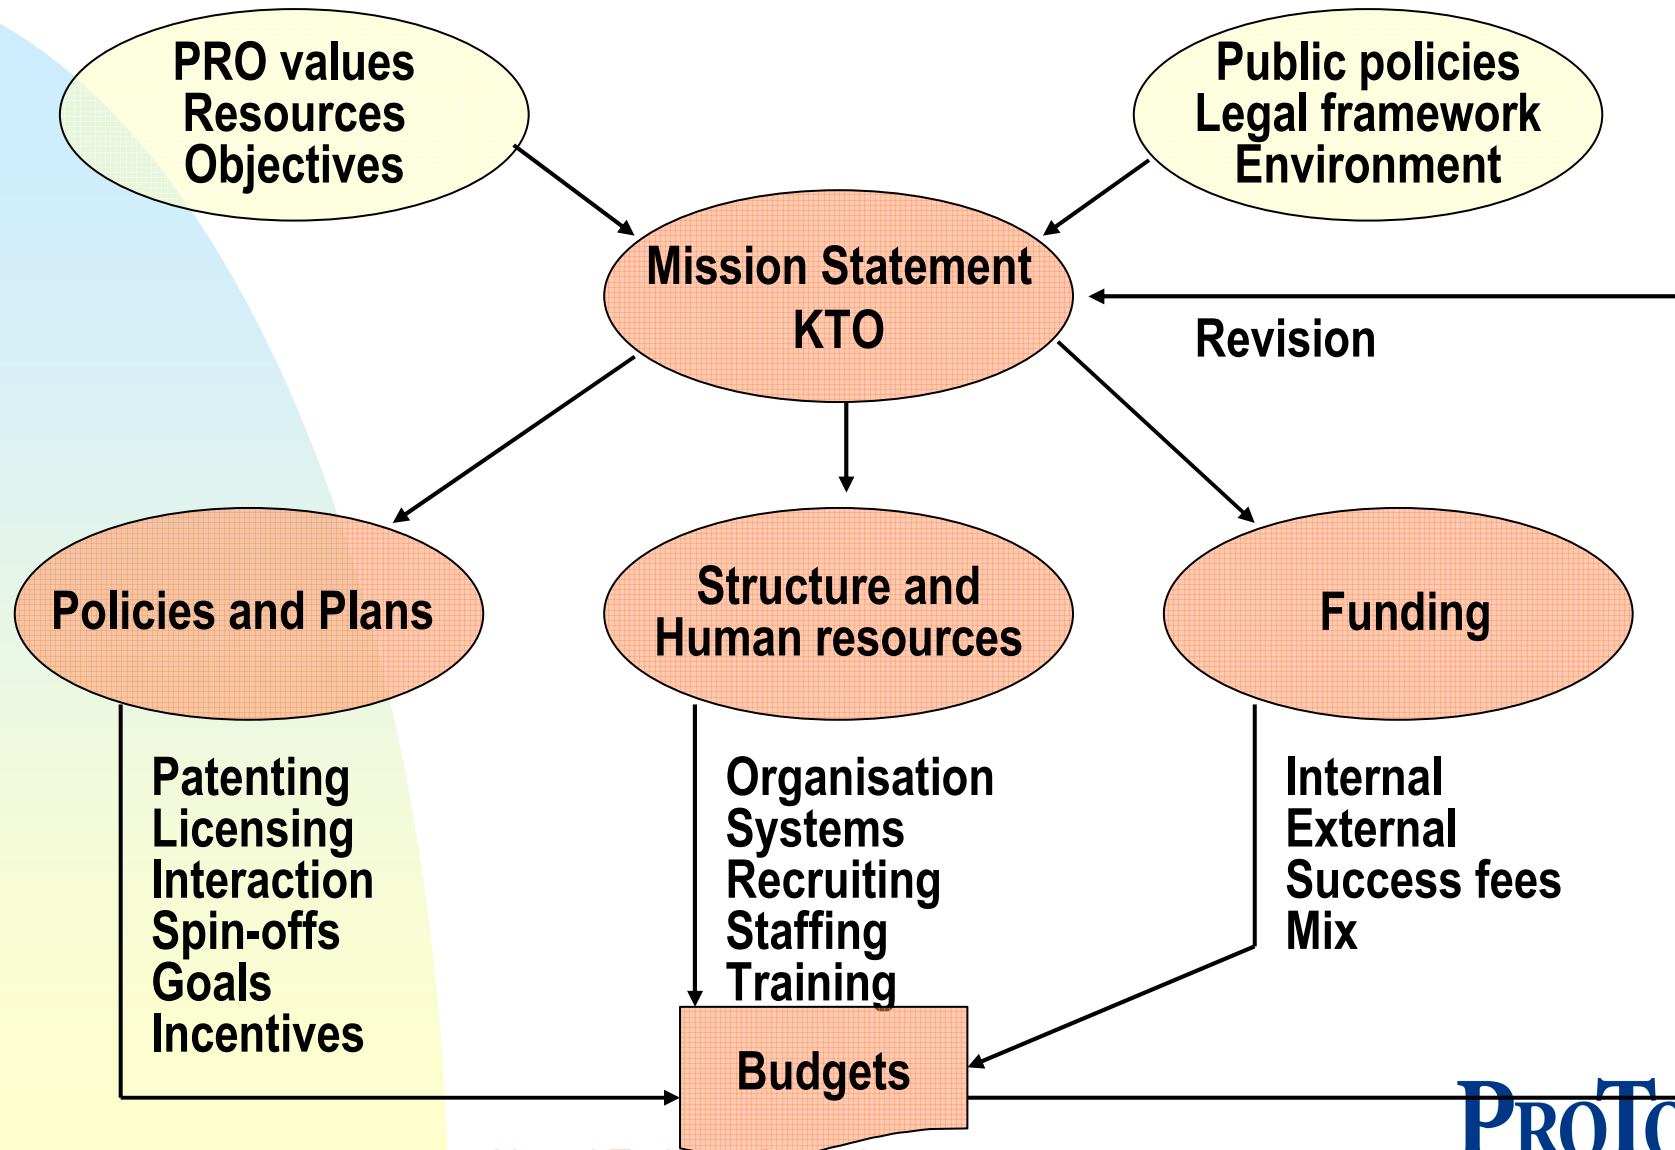 PRO values
Resources
Objectives
Public policies
Legal framework
Environment
Mission Statement
KTO
Revision
Policies and Plans
Structure and
Human resources
Funding
Patenting
Licensing
Interaction
Spin-offs
Goals
Incentives
Organisation
Systems
Recruiting
Staffing
Training
Internal
External
Success fees
Mix
Budgets